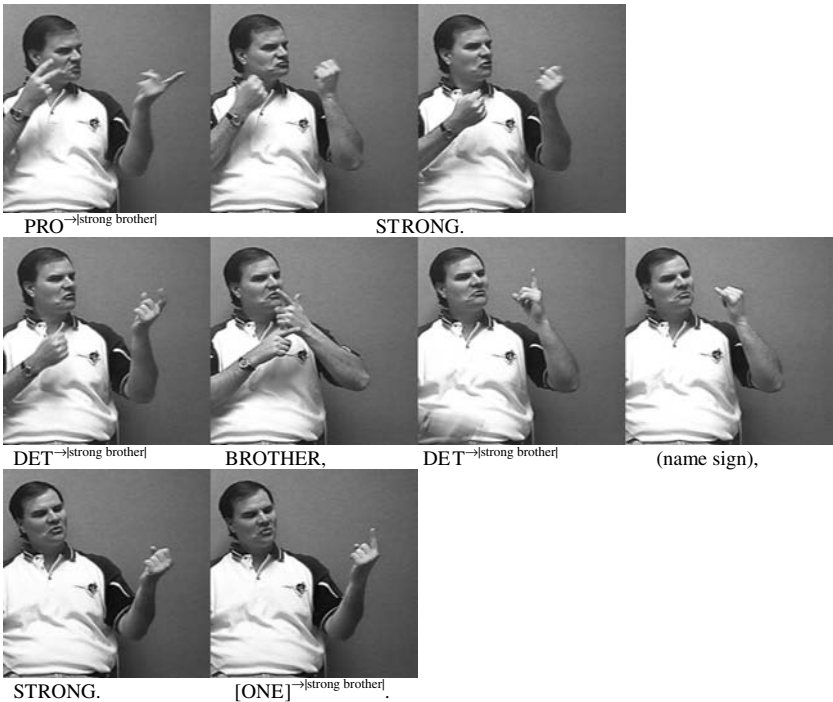 PRO→|strong brother| STRONG.
DET→|strong brother| BROTHER, DET→|strong brother| (name sign),
STRONG. [ONE]→|strong brother|.